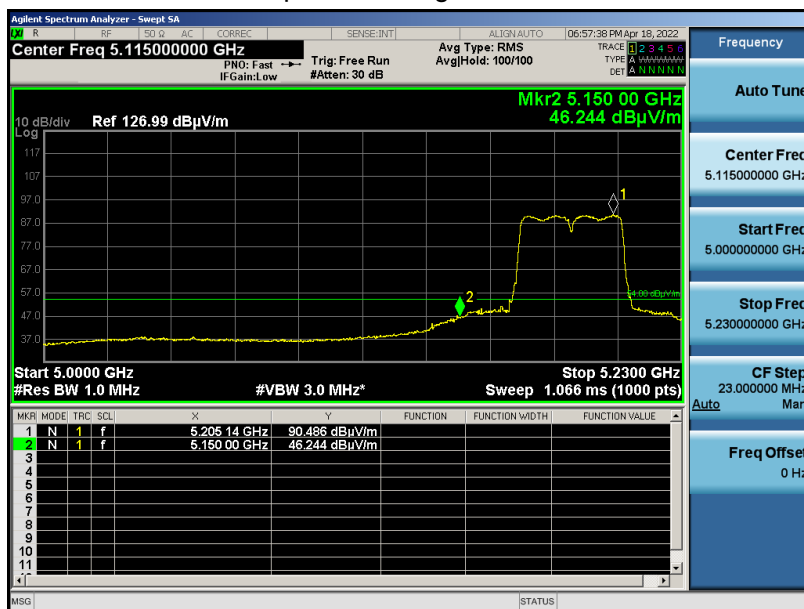 Agilent Spectrum Analyzer - Swept SA
LXI R RF 50 Ω AC CORREC SENSE:INT ALIGN AUTO 06:57:38 PM Apr 18, 2022
Center Freq 5.115000000 GHz
PNO: Fast
IFGain:Low
Trig: Free Run
#Atten: 30 dB
Avg Type: RMS
Avg|Hold: 100/100
TRACE 1 2 3 4 5 6
TYPE A WWWWW
DET A N N N N N
Mkr2 5.150 00 GHz
46.244 dBµV/m
10 dB/div Ref 126.99 dBµV/m
Log
117
107
97.0
87.0
77.0
67.0
57.0
47.0
37.0
1
2
54.00 dBµV/m
Start 5.0000 GHz Stop 5.2300 GHz
#Res BW 1.0 MHz #VBW 3.0 MHz* Sweep 1.066 ms (1000 pts)
MKR MODE TRC SCL X Y FUNCTION FUNCTION WIDTH FUNCTION VALUE
1 N 1 f 5.205 14 GHz 90.486 dBµV/m
2 N 1 f 5.150 00 GHz 46.244 dBµV/m
3
4
5
6
7
8
9
10
11
MSG STATUS
Frequency
Auto Tune
Center Freq
5.115000000 GHz
Start Freq
5.000000000 GHz
Stop Freq
5.230000000 GHz
CF Step
23.000000 MHz
Auto Man
Freq Offset
0 Hz